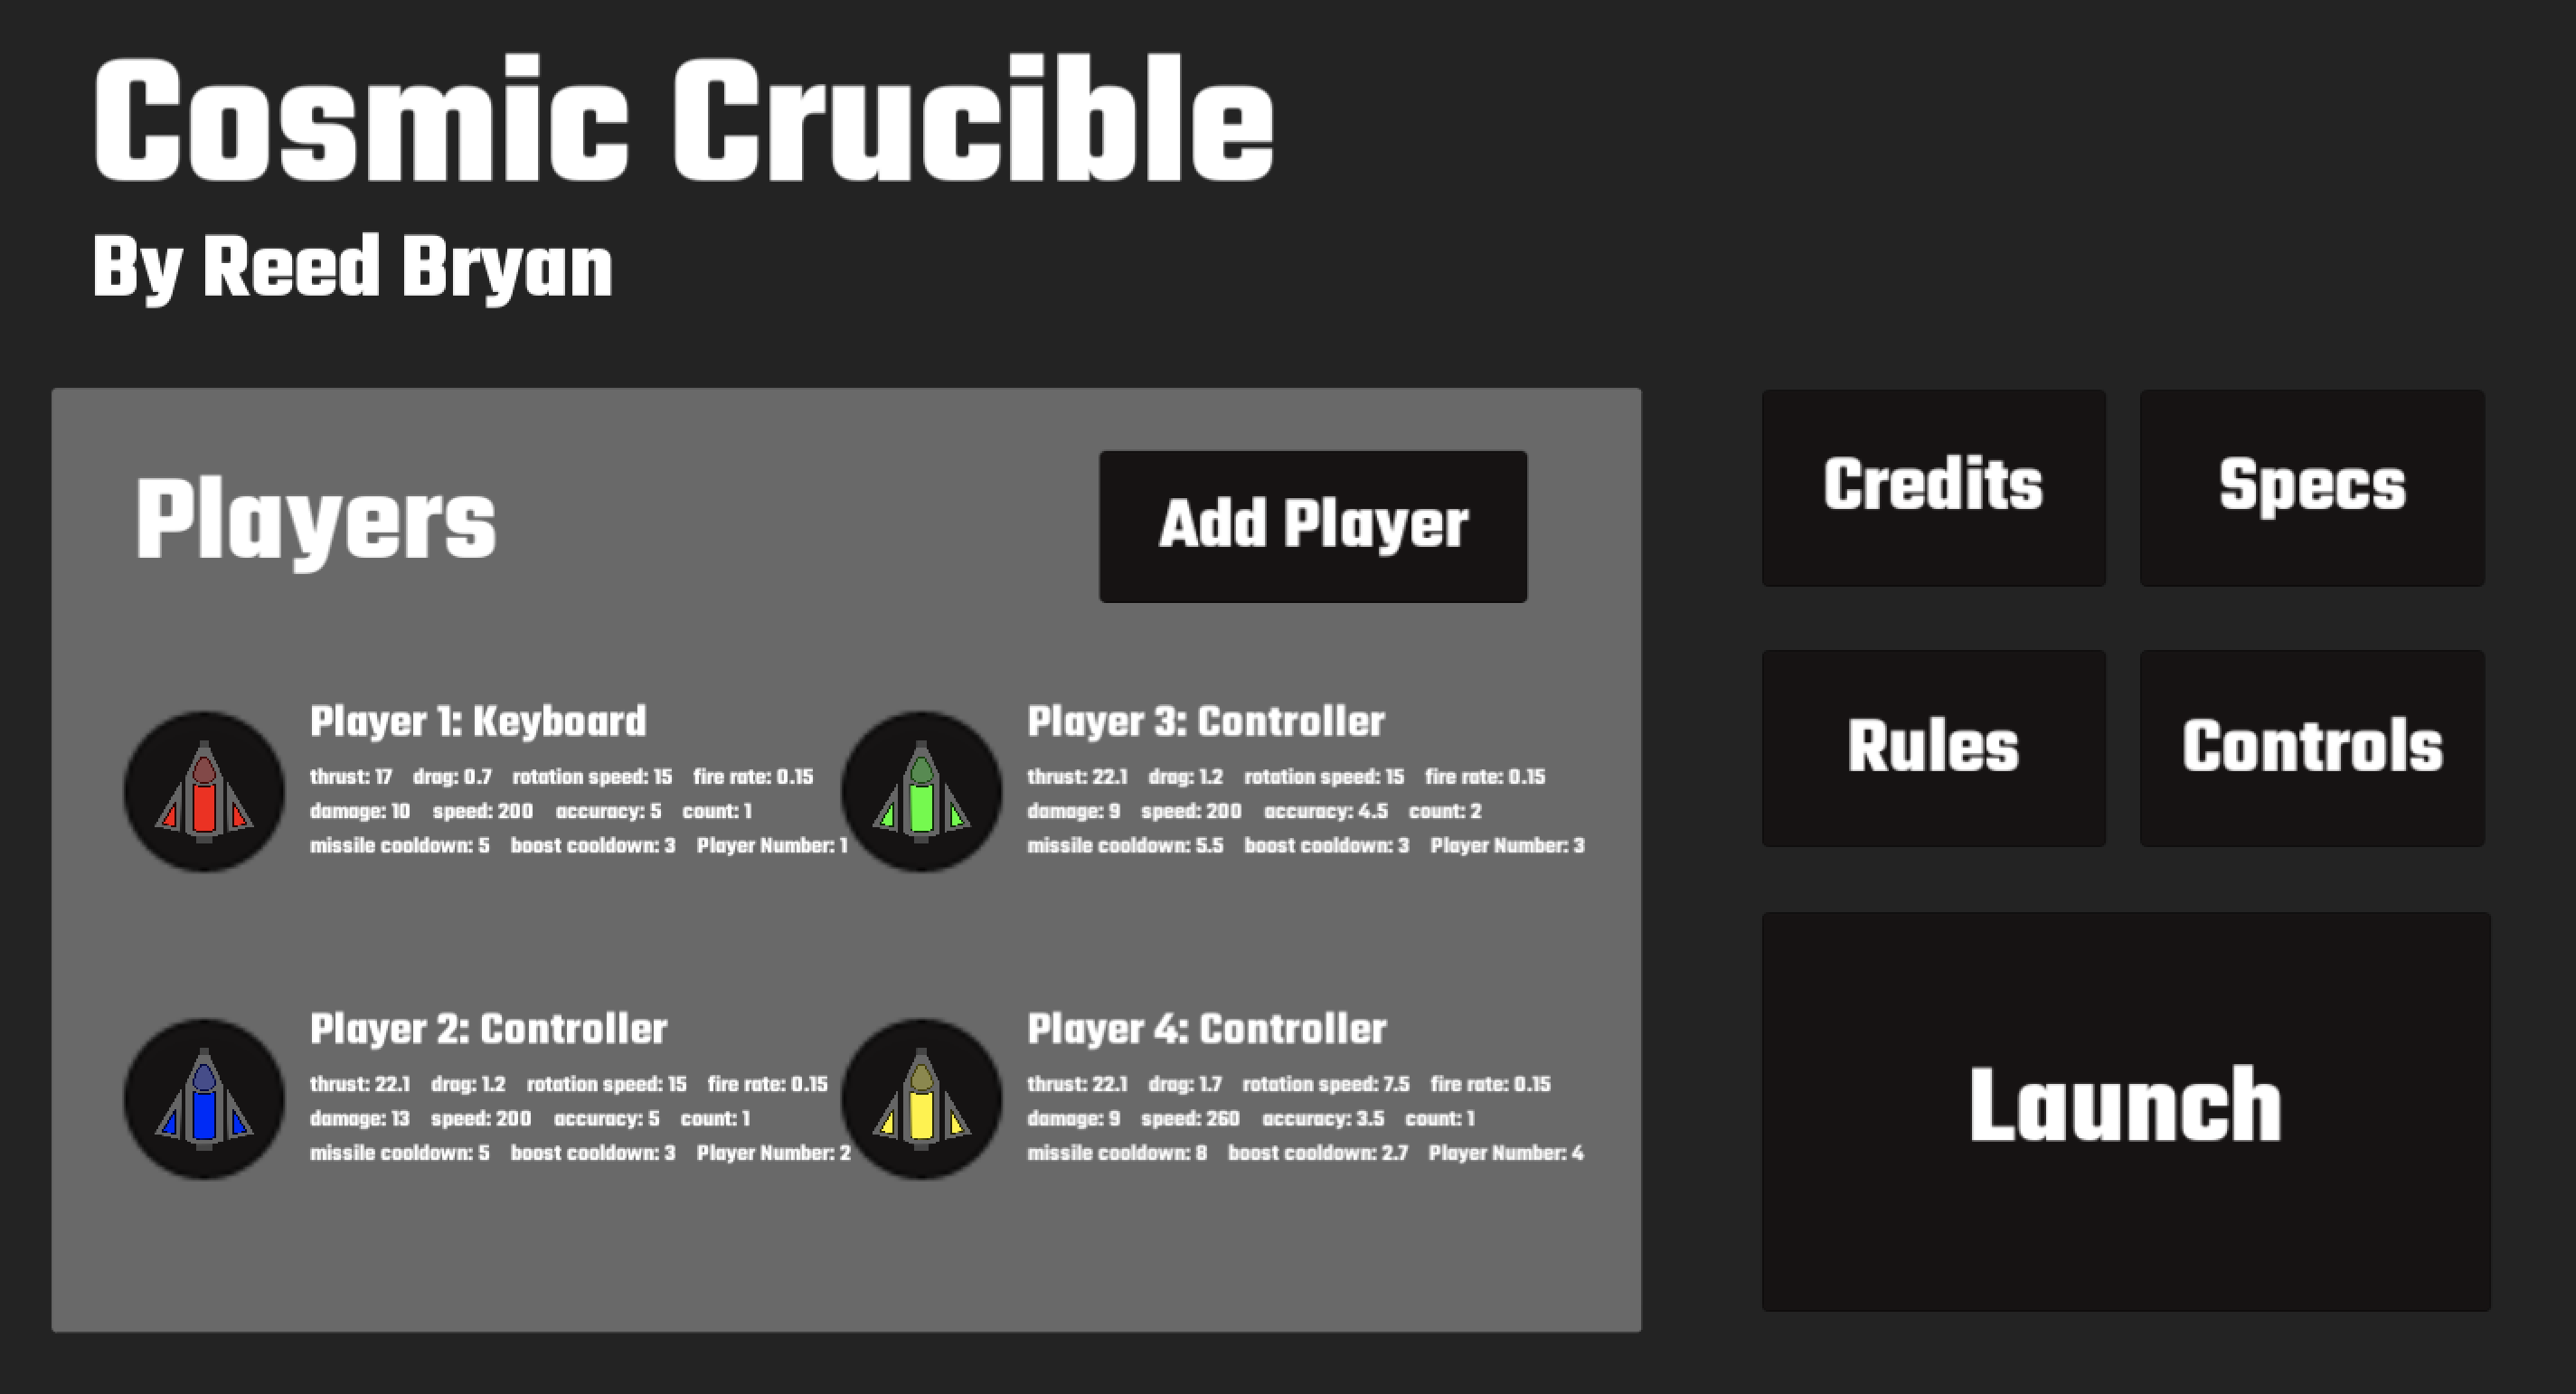 Cosmic Crucible
By Reed Bryan
Players
Add Player
Player 1: Keyboard
thrust: 17 drag: 0.7 rotation speed: 15 fire rate: 0.15
damage: 10 speed: 200 accuracy: 5 count: 1
missile cooldown: 5 boost cooldown: 3 Player Number: 1
Player 3: Controller
thrust: 22.1 drag: 1.2 rotation speed: 15 fire rate: 0.15
damage: 9 speed: 200 accuracy: 4.5 count: 2
missile cooldown: 5.5 boost cooldown: 3 Player Number: 3
Player 2: Controller
thrust: 22.1 drag: 1.2 rotation speed: 15 fire rate: 0.15
damage: 13 speed: 200 accuracy: 5 count: 1
missile cooldown: 5 boost cooldown: 3 Player Number: 2
Player 4: Controller
thrust: 22.1 drag: 1.7 rotation speed: 7.5 fire rate: 0.15
damage: 9 speed: 260 accuracy: 3.5 count: 1
missile cooldown: 8 boost cooldown: 2.7 Player Number: 4
Credits
Specs
Rules
Controls
Launch